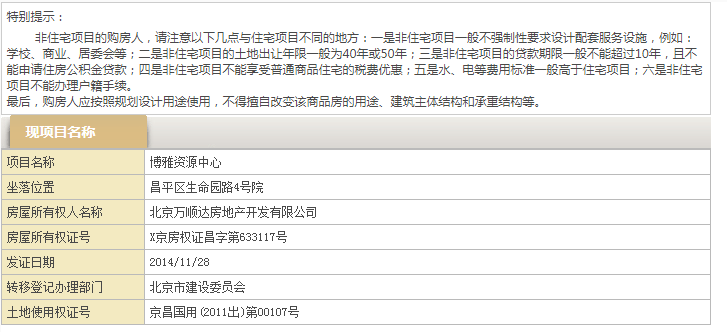 特别提示：
非住宅项目的购房人，请注意以下几点与住宅项目不同的地方：一是非住宅项目一般不强制性要求设计配套服务设施，例如：
学校、商业、居委会等；二是非住宅项目的土地出让年限一般为40年或50年；三是非住宅项目的贷款期限一般不能超过10年，且不
能申请住房公积金贷款；四是非住宅项目不能享受普通商品住宅的税费优惠；五是水、电等费用标准一般高于住宅项目；六是非住宅
项目不能办理户籍手续。
最后，购房人应按照规划设计用途使用，不得擅自改变该商品房的用途、建筑主体结构和承重结构等。
现项目名称
项目名称 博雅资源中心
坐落位置 昌平区生命园路4号院
房屋所有权人名称 北京万顺达房地产开发有限公司
房屋所有权证号 X京房权证昌字第633117号
发证日期 2014/11/28
转移登记办理部门 北京市建设委员会
土地使用权证号 京昌国用(2011出)第00107号